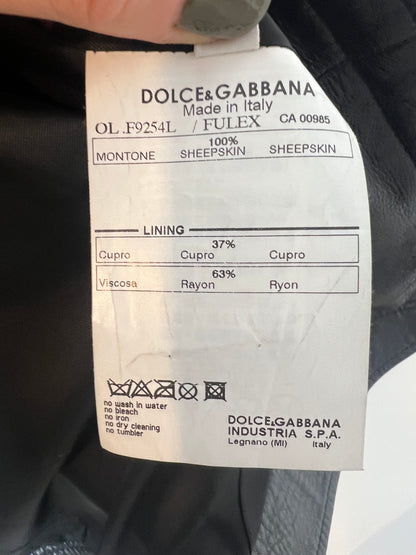 DOLCE&GABBANA
Made in Italy
OL .F9254L / FULEX CA 00985
100%
MONTONE SHEEPSKIN SHEEPSKIN
LINING
37%
Cupro Cupro Cupro
63%
Viscosa Rayon Ryon
no wash in water
no bleach
no iron
no dry cleaning
no tumbler
DOLCE&GABBANA
INDUSTRIA S.P.A.
Legnano (MI) Italy